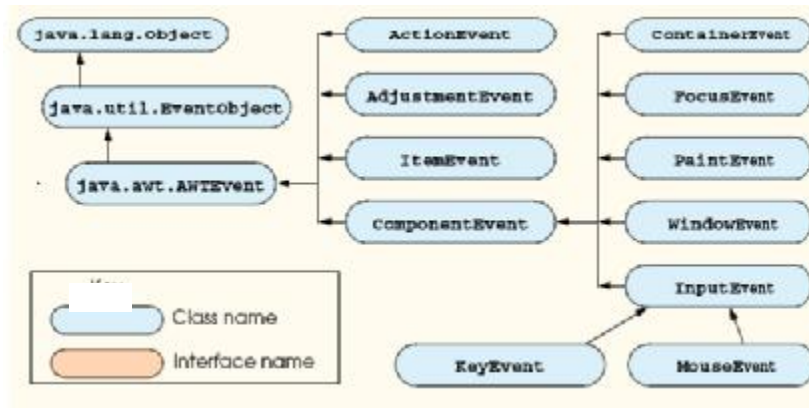 java.lang.Object
java.util.EventObject
java.awt.AWTEvent
ActionEvent
AdjustmentEvent
ItemEvent
ComponentEvent
ContainerEvent
FocusEvent
PaintEvent
WindowEvent
InputEvent
KeyEvent
MouseEvent
Class name
Interface name